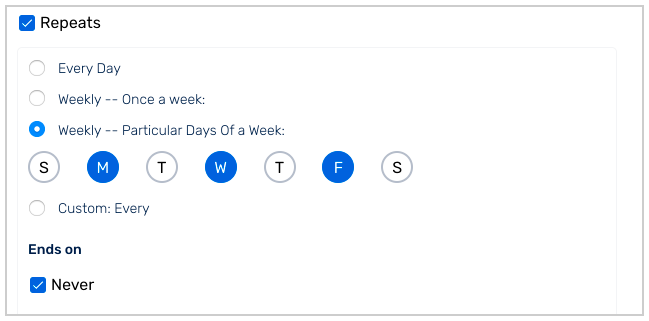 Repeats
Every Day
Weekly -- Once a week:
Weekly -- Particular Days Of a Week:
S M T W T F S
Custom: Every
Ends on
Never